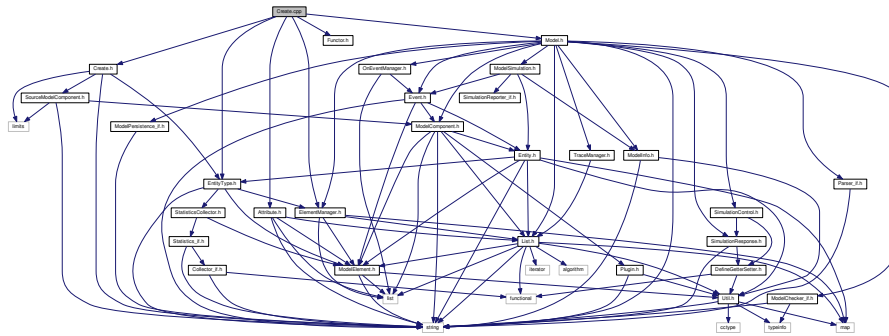 Create.cpp
Functor.h
Model.h
Create.h
OnEventManager.h
ModelSimulation.h
SourceModelComponent.h
Event.h
SimulationReporter_if.h
limits
ModelPersistence_if.h
ModelComponent.h
Entity.h
TraceManager.h
ModelInfo.h
EntityType.h
Parser_if.h
StatisticsCollector.h
Attribute.h
ElementManager.h
SimulationControl.h
Statistics_if.h
List.h
SimulationResponse.h
Collector_if.h
ModelElement.h
iterator
algorithm
Plugin.h
DefineGetterSetter.h
list
functional
Util.h
ModelChecker_if.h
string
cctype
typeinfo
map